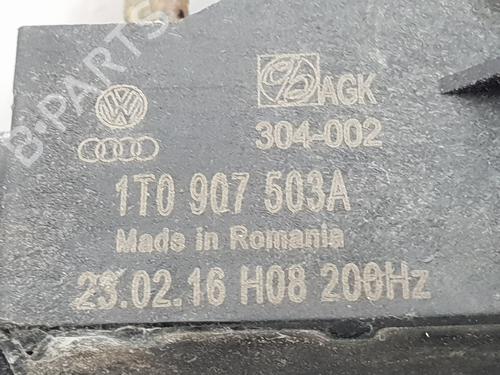 B-PARTS
AGK
304-002
1T0 907 503A
Made in Romania
23.02.16 H08 200Hz